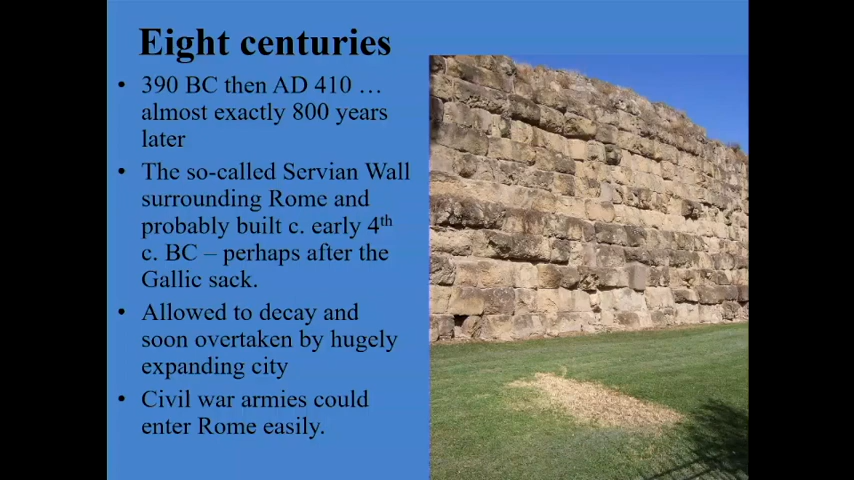 Eight centuries
• 390 BC then AD 410 …
almost exactly 800 years
later
• The so-called Servian Wall
surrounding Rome and
probably built c. early 4th
c. BC – perhaps after the
Gallic sack.
• Allowed to decay and
soon overtaken by hugely
expanding city
• Civil war armies could
enter Rome easily.